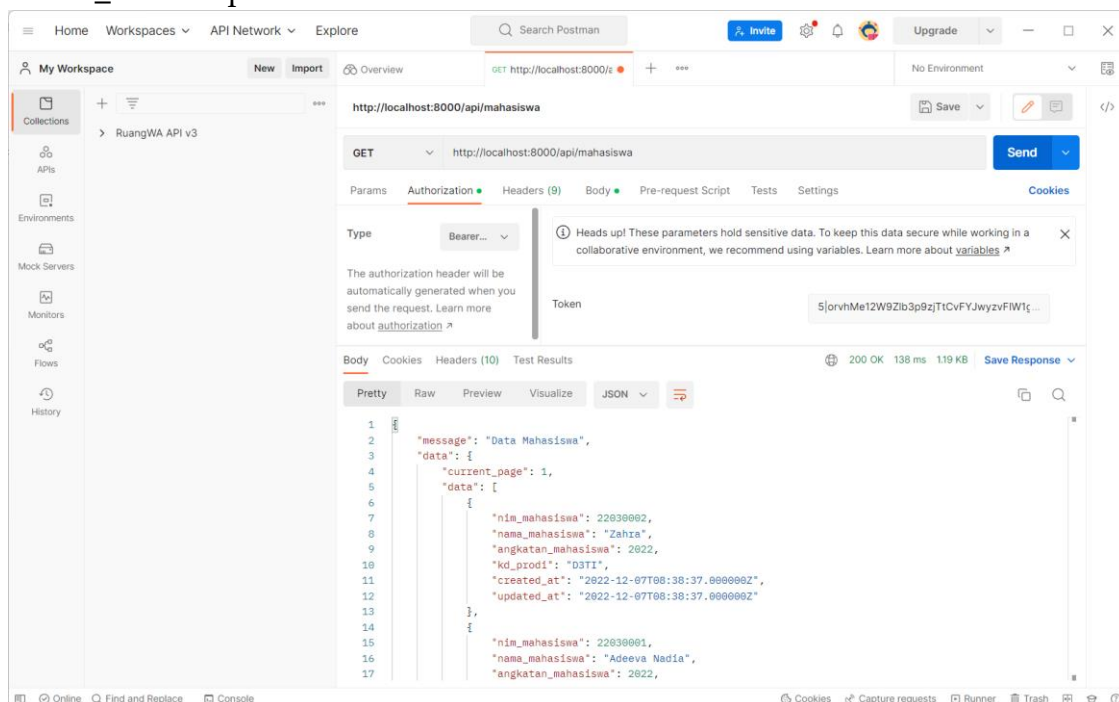 Home Workspaces API Network Explore Search Postman Invite Upgrade
My Workspace New Import Overview GET http://localhost:8000/a No Environment
Collections
APIs
Environments
Mock Servers
Monitors
Flows
History
RuangWA API v3
http://localhost:8000/api/mahasiswa Save
GET http://localhost:8000/api/mahasiswa Send
Params Authorization Headers (9) Body Pre-request Script Tests Settings Cookies
Type Bearer...
The authorization header will be
automatically generated when you
send the request. Learn more
about authorization ↗
Heads up! These parameters hold sensitive data. To keep this data secure while working in a
collaborative environment, we recommend using variables. Learn more about variables ↗
Token
Body Cookies Headers (10) Test Results 200 OK 138 ms 1.19 KB Save Response
Pretty Raw Preview Visualize JSON
1 {
2 "message": "Data Mahasiswa",
3 "data": {
4 "current_page": 1,
5 "data": [
6 {
7 "nim_mahasiswa": 22030002,
8 "nama_mahasiswa": "Zahra",
9 "angkatan_mahasiswa": 2022,
10 "kd_prodi": "D3TI",
11 "created_at": "2022-12-07T08:38:37.000000Z",
12 "updated_at": "2022-12-07T08:38:37.000000Z"
13 },
14 {
15 "nim_mahasiswa": 22030001,
16 "nama_mahasiswa": "Adeeva Nadia",
17 "angkatan_mahasiswa": 2022,
Online Find and Replace Console Cookies Capture requests Runner Trash